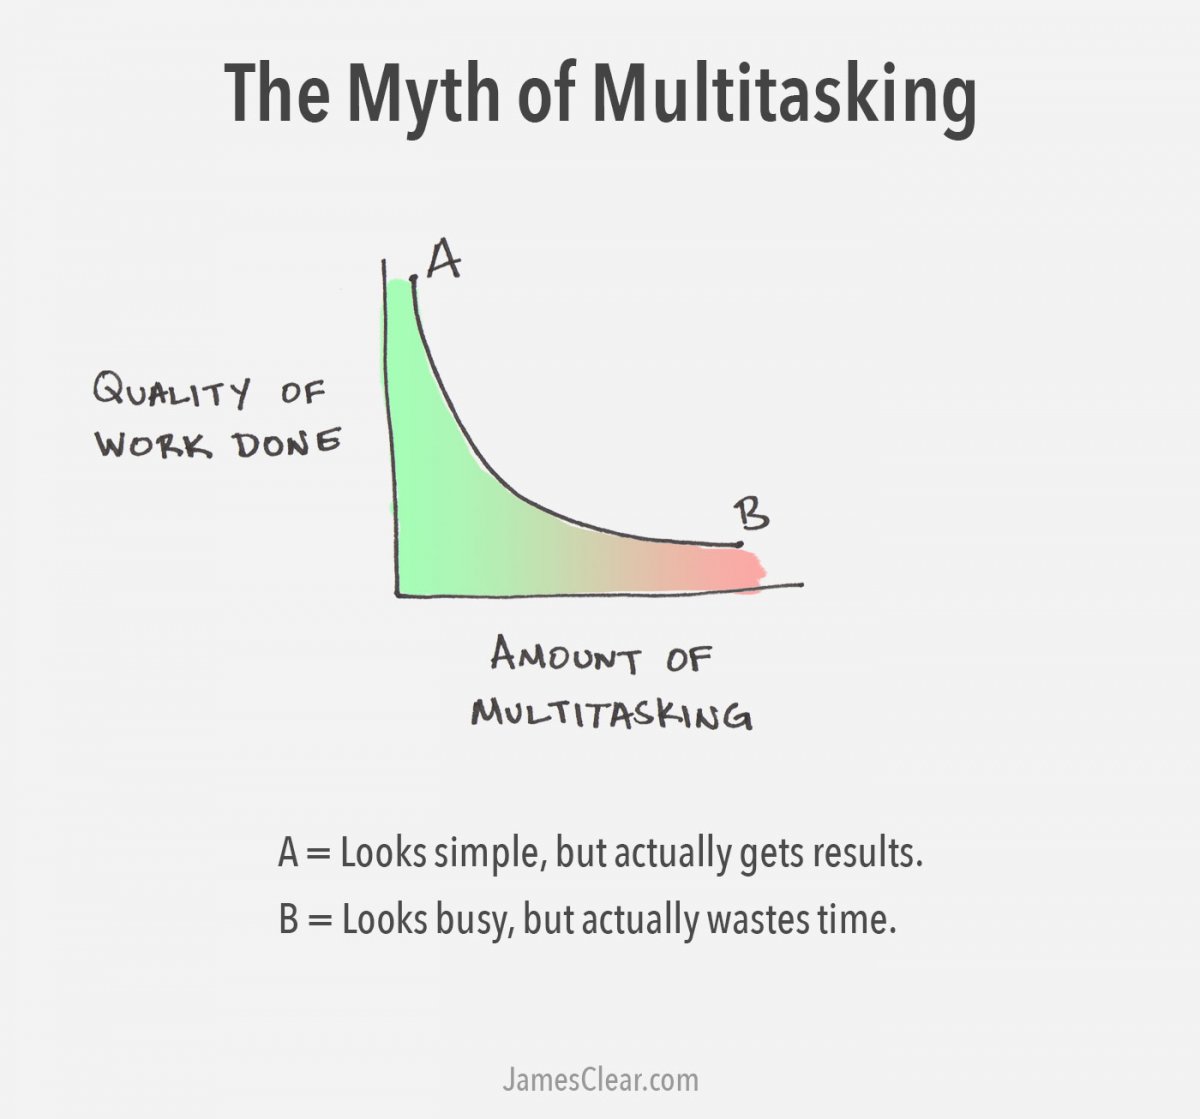 The Myth of Multitasking
A
QUALITY OF
WORK DONE
B
AMOUNT OF
MULTITASKING
A = Looks simple, but actually gets results.
B = Looks busy, but actually wastes time.
JamesClear.com